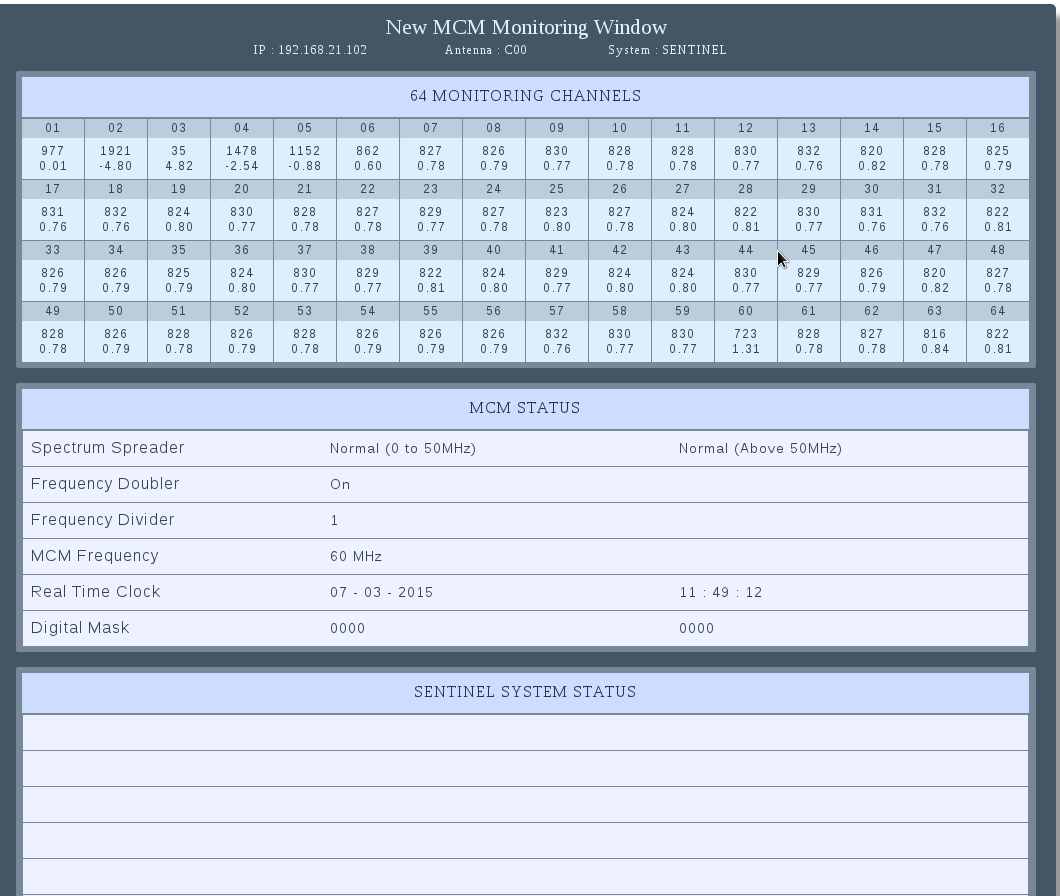 New MCM Monitoring Window
IP : 192.168.21.102 Antenna : C00 System : SENTINEL
64 MONITORING CHANNELS
01 02 03 04 05 06 07 08 09 10 11 12 13 14 15 16
977 1921 35 1478 1152 862 827 826 830 828 828 830 832 820 828 825
0.01 -4.80 4.82 -2.54 -0.88 0.60 0.78 0.79 0.77 0.78 0.78 0.77 0.76 0.82 0.78 0.79
17 18 19 20 21 22 23 24 25 26 27 28 29 30 31 32
831 832 824 830 828 827 829 827 823 827 824 822 830 831 832 822
0.76 0.76 0.80 0.77 0.78 0.78 0.77 0.78 0.80 0.78 0.80 0.81 0.77 0.76 0.76 0.81
33 34 35 36 37 38 39 40 41 42 43 44 45 46 47 48
826 826 825 824 830 829 822 824 829 824 824 830 829 826 820 827
0.79 0.79 0.79 0.80 0.77 0.77 0.81 0.80 0.77 0.80 0.80 0.77 0.77 0.79 0.82 0.78
49 50 51 52 53 54 55 56 57 58 59 60 61 62 63 64
828 826 828 826 828 826 826 826 832 830 830 723 828 827 816 822
0.78 0.79 0.78 0.79 0.78 0.79 0.79 0.79 0.76 0.77 0.77 1.31 0.78 0.78 0.84 0.81
MCM STATUS
Spectrum Spreader Normal (0 to 50MHz) Normal (Above 50MHz)
Frequency Doubler On
Frequency Divider 1
MCM Frequency 60 MHz
Real Time Clock 07 - 03 - 2015 11 : 49 : 12
Digital Mask 0000 0000
SENTINEL SYSTEM STATUS